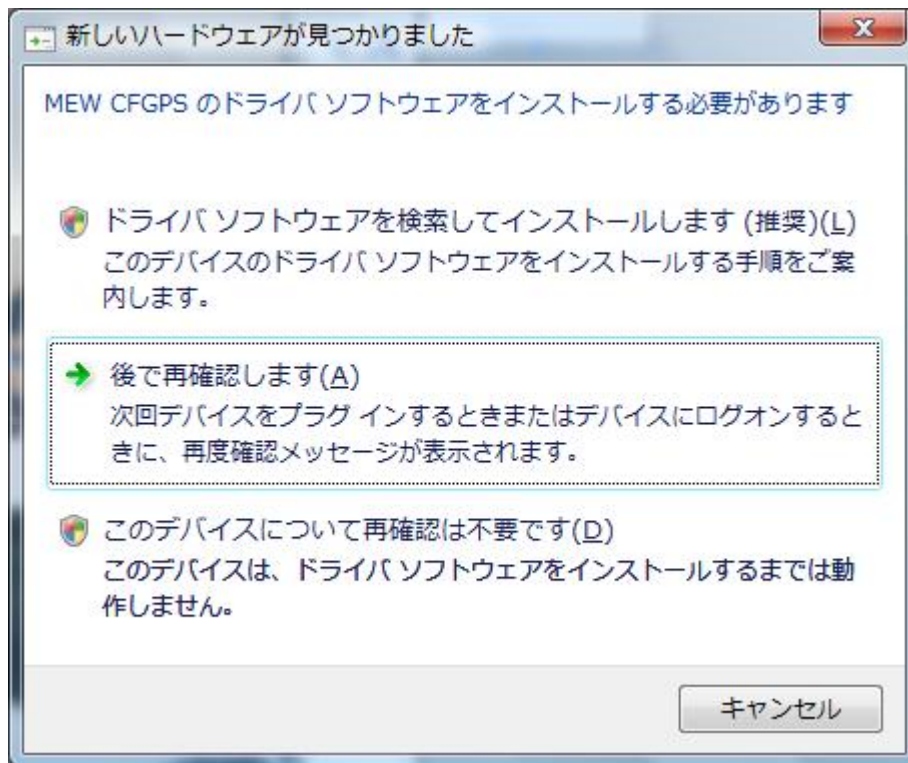 新しいハードウェアが見つかりました
MEW CFGPS のドライバ ソフトウェアをインストールする必要があります
ドライバ ソフトウェアを検索してインストールします (推奨)(L)
このデバイスのドライバ ソフトウェアをインストールする手順をご案
内します。
後で再確認します(A)
次回デバイスをプラグ インするときまたはデバイスにログオンすると
きに、再度確認メッセージが表示されます。
このデバイスについて再確認は不要です(D)
このデバイスは、ドライバ ソフトウェアをインストールするまでは動
作しません。
キャンセル